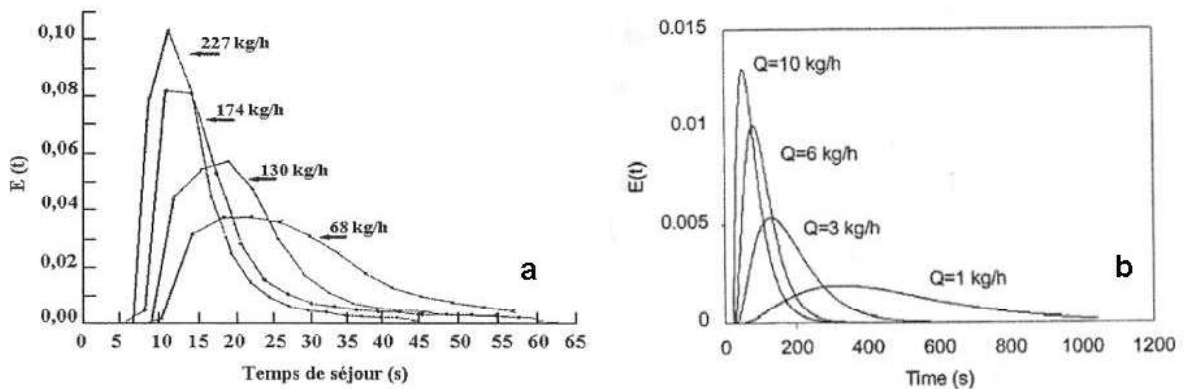 0,10
0,08
0,06
0,04
0,02
0,00
E (t)
227 kg/h
174 kg/h
130 kg/h
68 kg/h
a
0 5 10 15 20 25 30 35 40 45 50 55 60 65
Temps de séjour (s)
0.015
0.01
0.005
0
E(t)
Q=10 kg/h
Q=6 kg/h
Q=3 kg/h
Q=1 kg/h
b
0 200 400 600 800 1000 1200
Time (s)